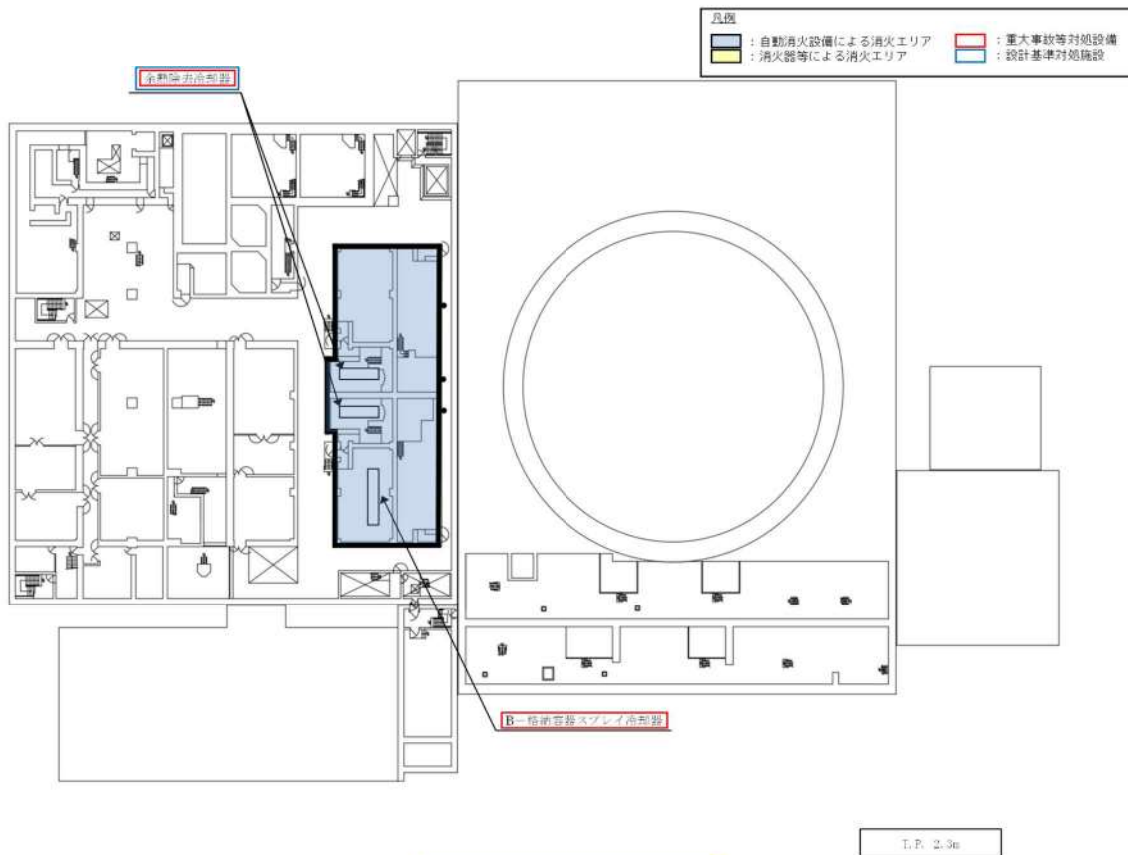 凡例
：自動消火設備による消火エリア
：重大事故等対処設備
：消火器等による消火エリア
：設計基準対処施設
余熱除去冷却器
B－格納容器スプレイ冷却器
T.P. 2.3m